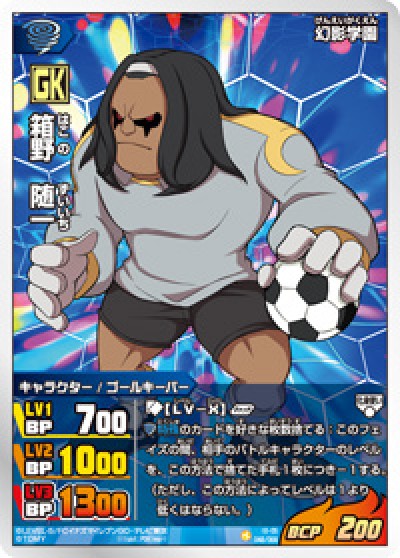 げんえいがくえん
幻影学園
GK
はこの ずいいち
箱野 随一
キャラクター / ゴールキーパー
LV1 BP 700
LV2 BP 1000
LV3 BP 1300
[LV-X]
のカードを好きな枚数捨てる:このフェ
イズの間、相手のバトルキャラクターのレベル
を、この方法で捨てた手札1枚につき-1する。
(ただし、この方法によってレベルは1より
低くはならない。)
©TOMY
BCP 200